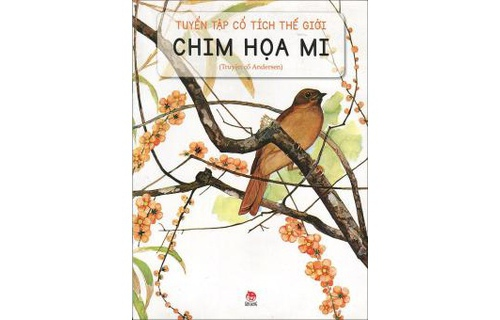 TUYỂN TẬP CỔ TÍCH THẾ GIỚI
CHIM HỌA MI
(Truyện cổ Andersen)